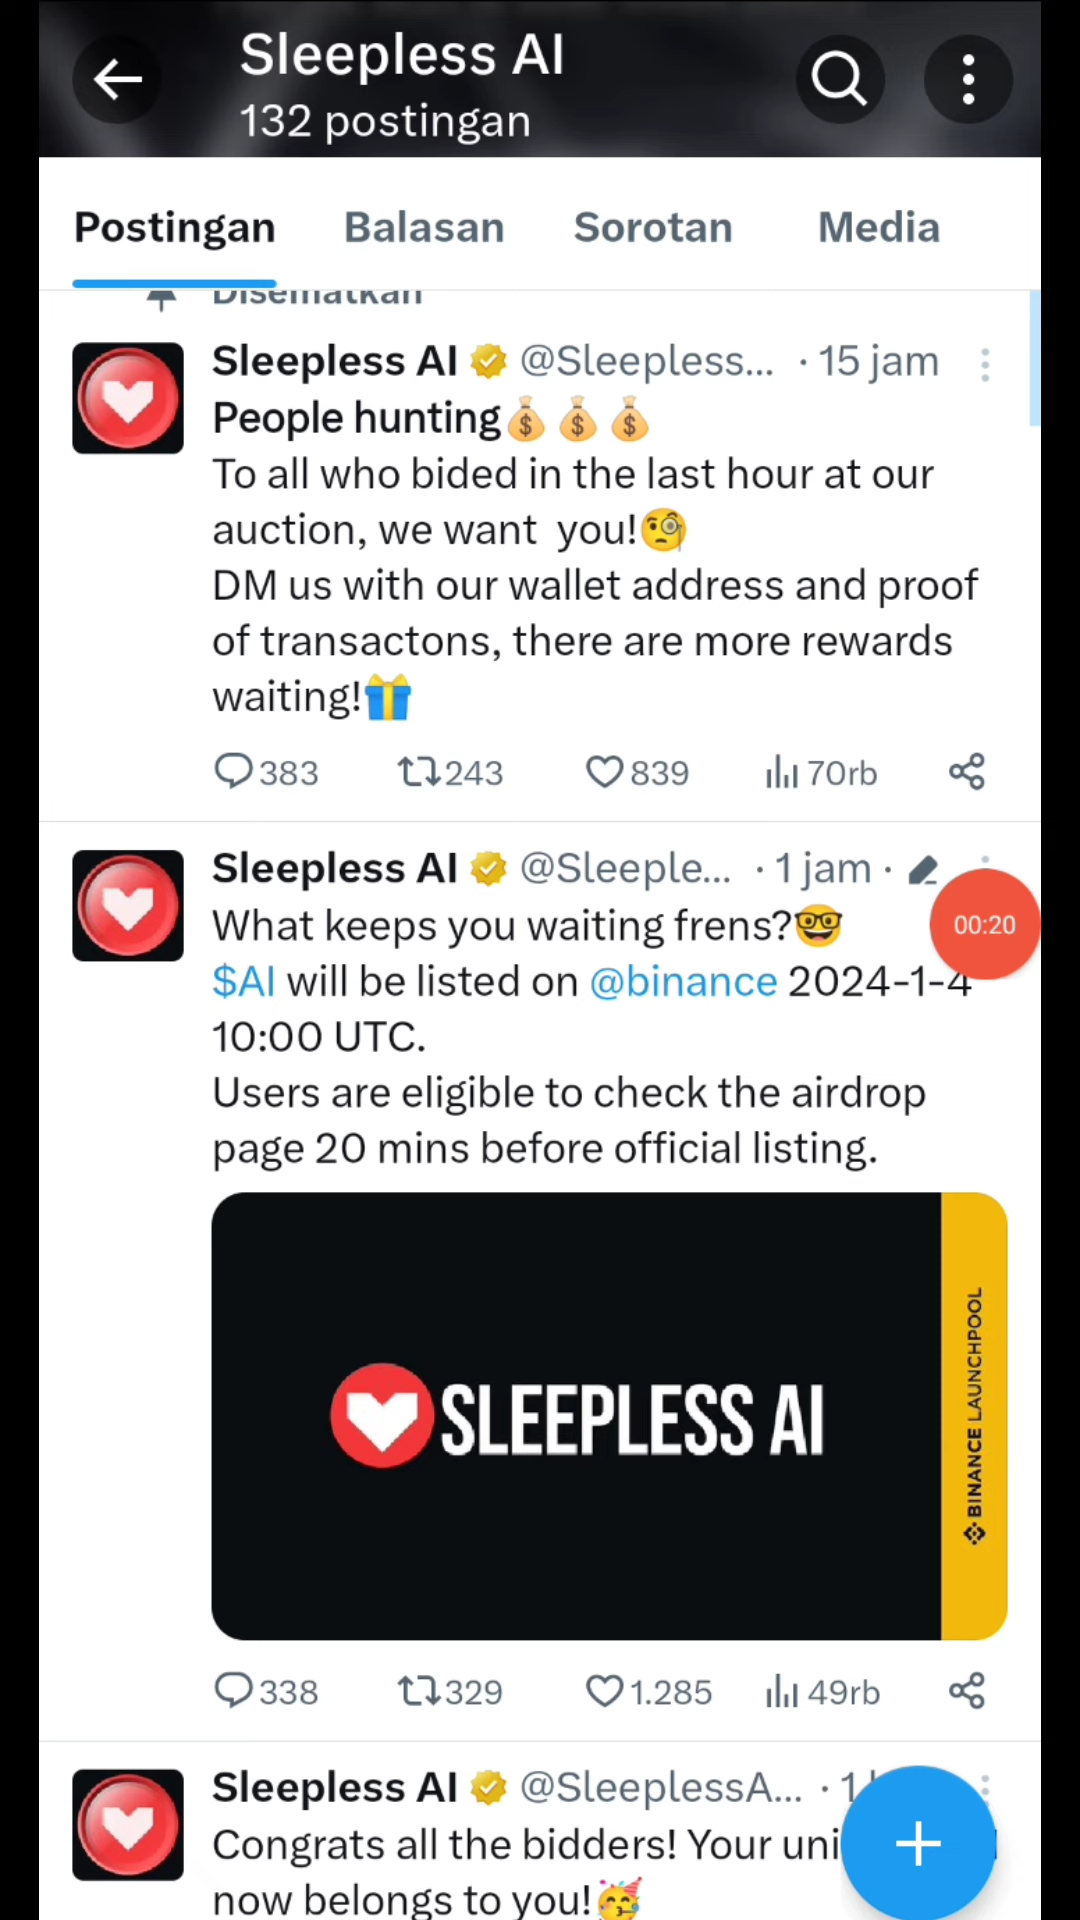 Sleepless AI
132 postingan
Postingan Balasan Sorotan Media
Disematkan
Sleepless AI @Sleepless... · 15 jam
People hunting💰💰💰
To all who bided in the last hour at our
auction, we want you!🧐
DM us with our wallet address and proof
of transactons, there are more rewards
waiting!🎁
383 243 839 70rb
Sleepless AI @Sleeple... · 1 jam ·
What keeps you waiting frens?🤓
00:20
$AI will be listed on @binance 2024-1-4
10:00 UTC.
Users are eligible to check the airdrop
page 20 mins before official listing.
SLEEPLESS AI
BINANCE LAUNCHPOOL
338 329 1.285 49rb
Sleepless AI @SleeplessA... · 1
Congrats all the bidders! Your uni
now belongs to you!🥳